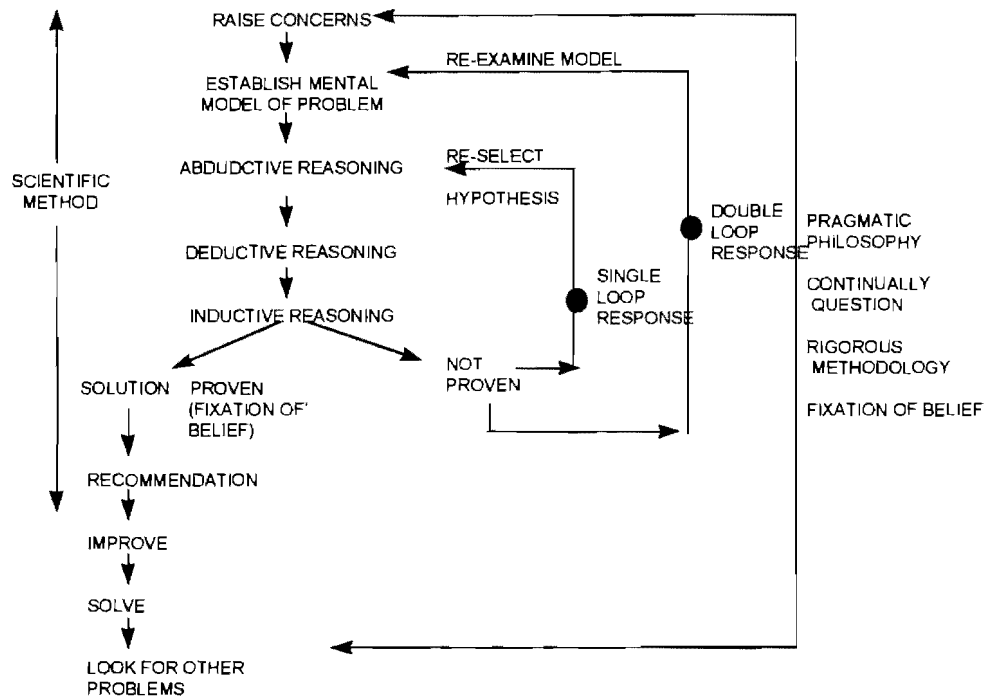 RAISE CONCERNS
RE-EXAMINE MODEL
ESTABLISH MENTAL
MODEL OF PROBLEM
ABDUDCTIVE REASONING
RE-SELECT
HYPOTHESIS
SCIENTIFIC
METHOD
DEDUCTIVE REASONING
INDUCTIVE REASONING
SINGLE
LOOP
RESPONSE
DOUBLE
LOOP
RESPONSE
PRAGMATIC
PHILOSOPHY
CONTINUALLY
QUESTION
RIGOROUS
METHODOLOGY
FIXATION OF BELIEF
SOLUTION
PROVEN
(FIXATION OF'
BELIEF)
NOT
PROVEN
RECOMMENDATION
IMPROVE
SOLVE
LOOK FOR OTHER
PROBLEMS